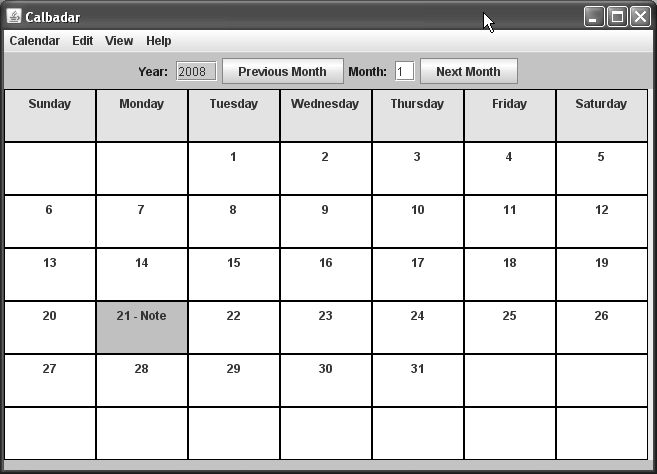 Calbadar
Calendar Edit View Help
Year: 2008 Previous Month Month: 1 Next Month
Sunday Monday Tuesday Wednesday Thursday Friday Saturday
1 2 3 4 5
6 7 8 9 10 11 12
13 14 15 16 17 18 19
20 21 - Note 22 23 24 25 26
27 28 29 30 31